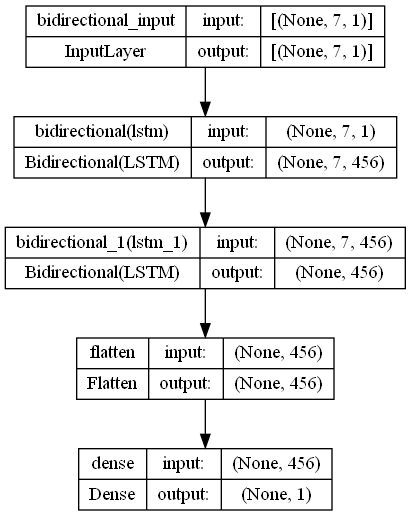 bidirectional_input input: [(None, 7, 1)]
InputLayer output: [(None, 7, 1)]
bidirectional(lstm) input: (None, 7, 1)
Bidirectional(LSTM) output: (None, 7, 456)
bidirectional_1(lstm_1) input: (None, 7, 456)
Bidirectional(LSTM) output: (None, 456)
flatten input: (None, 456)
Flatten output: (None, 456)
dense input: (None, 456)
Dense output: (None, 1)